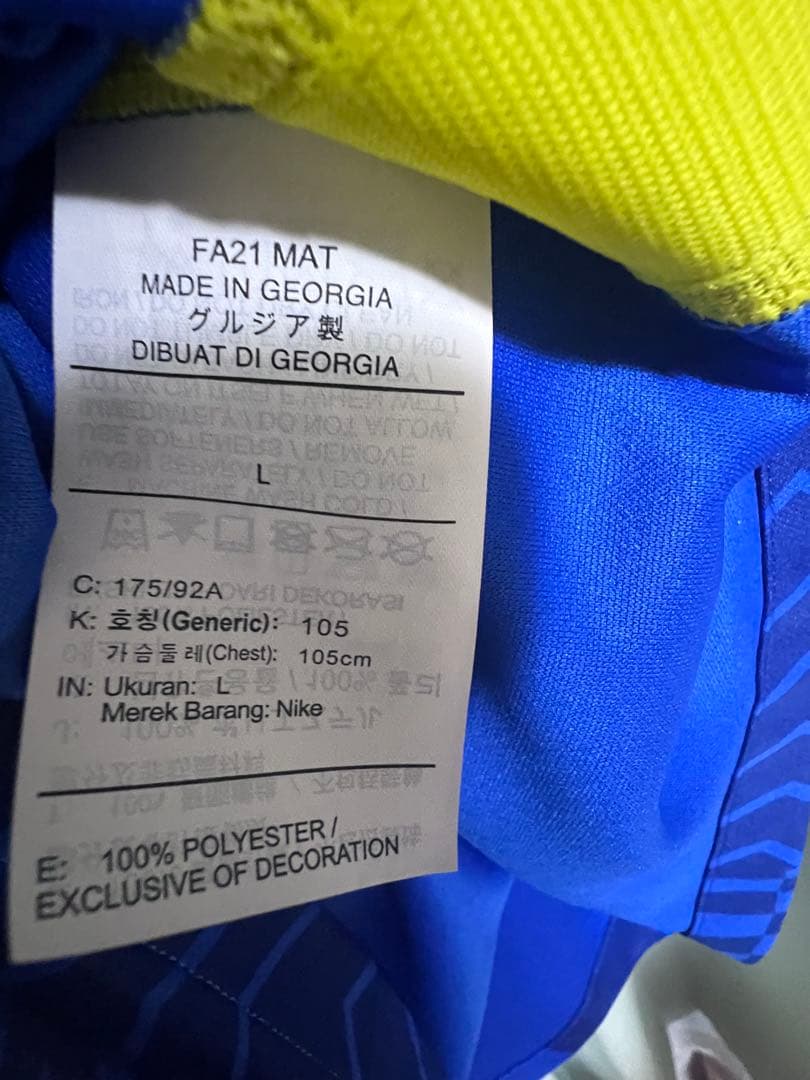 FA21 MAT
MADE IN GEORGIA
グルジア製
DIBUAT DI GEORGIA
L
C: 175/92A
K: 호칭(Generic): 105
가슴둘레(Chest): 105cm
IN: Ukuran: L
Merek Barang: Nike
E: 100% POLYESTER /
EXCLUSIVE OF DECORATION